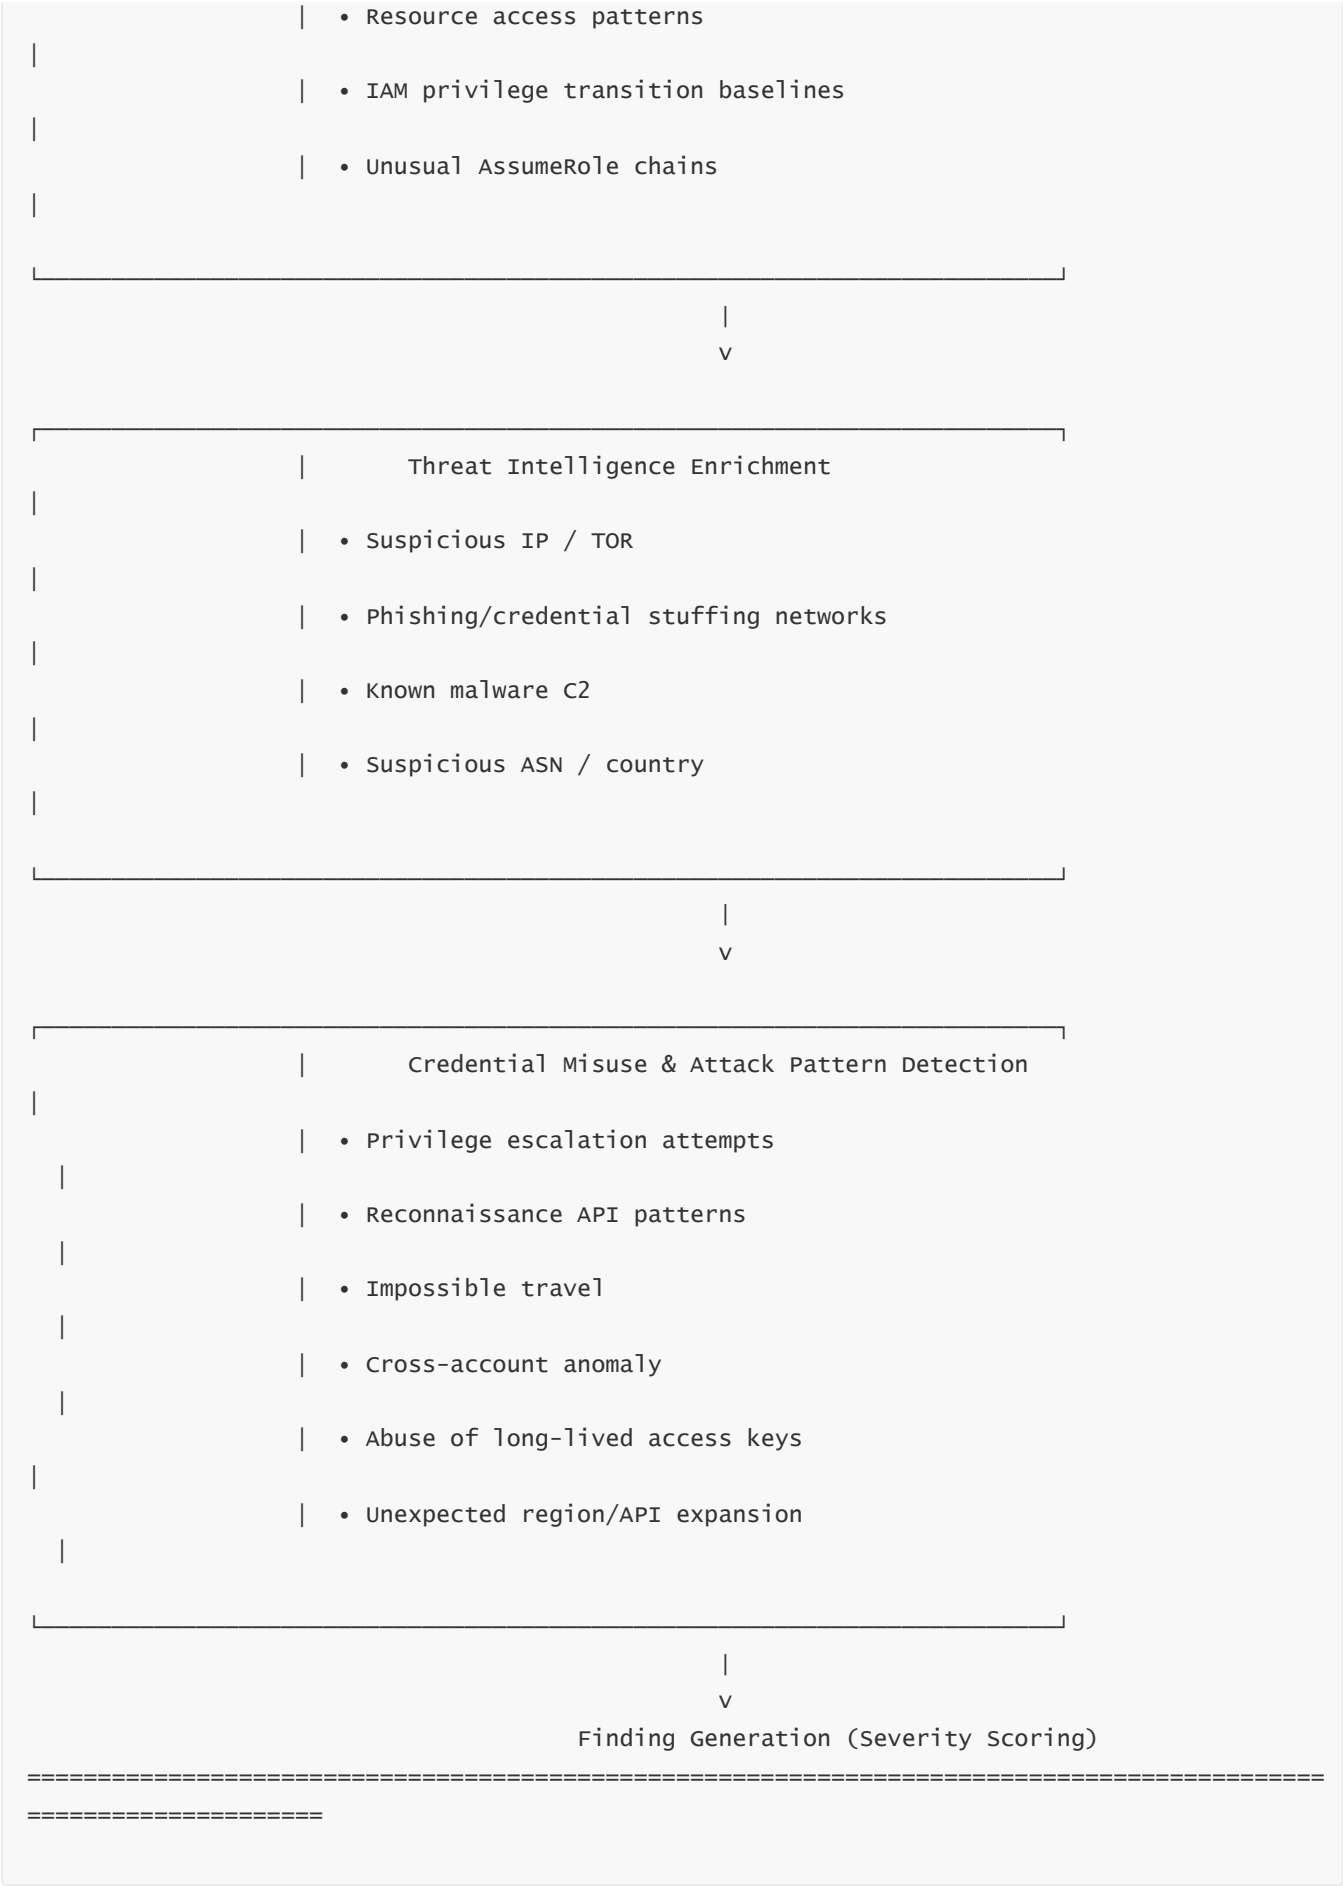 | • Resource access patterns
|
| • IAM privilege transition baselines
|
| • Unusual AssumeRole chains
|
└─────────────────────────────────────────────────────────────────────────┘
|
v
┌─────────────────────────────────────────────────────────────────────────┐
| Threat Intelligence Enrichment
|
| • Suspicious IP / TOR
|
| • Phishing/credential stuffing networks
|
| • Known malware C2
|
| • Suspicious ASN / country
|
└─────────────────────────────────────────────────────────────────────────┘
|
v
┌─────────────────────────────────────────────────────────────────────────┐
| Credential Misuse & Attack Pattern Detection
|
| • Privilege escalation attempts
|
| • Reconnaissance API patterns
|
| • Impossible travel
|
| • Cross-account anomaly
|
| • Abuse of long-lived access keys
|
| • Unexpected region/API expansion
|
└─────────────────────────────────────────────────────────────────────────┘
|
v
Finding Generation (Severity Scoring)
============================================================================================
=====================